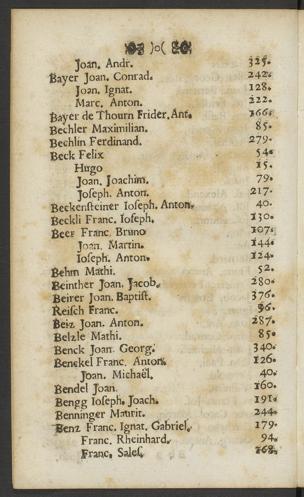 )o(
Joan. Andr. 325.
Bayer Joan. Conrad. 242.
Joan. Ignat. 128.
Marc. Anton. 222.
Bayer de Thourn Frider. Ant. 166.
Bechler Maximilian. 85.
Bechlin Ferdinand. 279.
Beck Felix 54.
Hugo 15.
Joan. Joachim. 79.
Joseph. Anton. 217.
Beckensteiner Ioseph. Anton. 40.
Beckli Franc. Ioseph. 130.
Beer Franc. Bruno 107.
Joan. Martin. 144.
Ioseph. Anton. 124.
Behm Mathi. 52.
Beinther Joan. Jacob. 280.
Beirer Joan. Baptist. 376.
Reisch Franc. 96.
Beiz Joan. Anton. 287.
Belzle Mathi. 85.
Benck Joan. Georg. 340.
Benckel Franc. Anton. 126.
Joan. Michaël. 40.
Bendel Joan. 160.
Bengg Ioseph. Joach. 191.
Benninger Maurit. 244.
Benz Franc. Ignat. Gabriel. 179.
Franc. Rheinhard. 94.
Franc. Sales. 168.